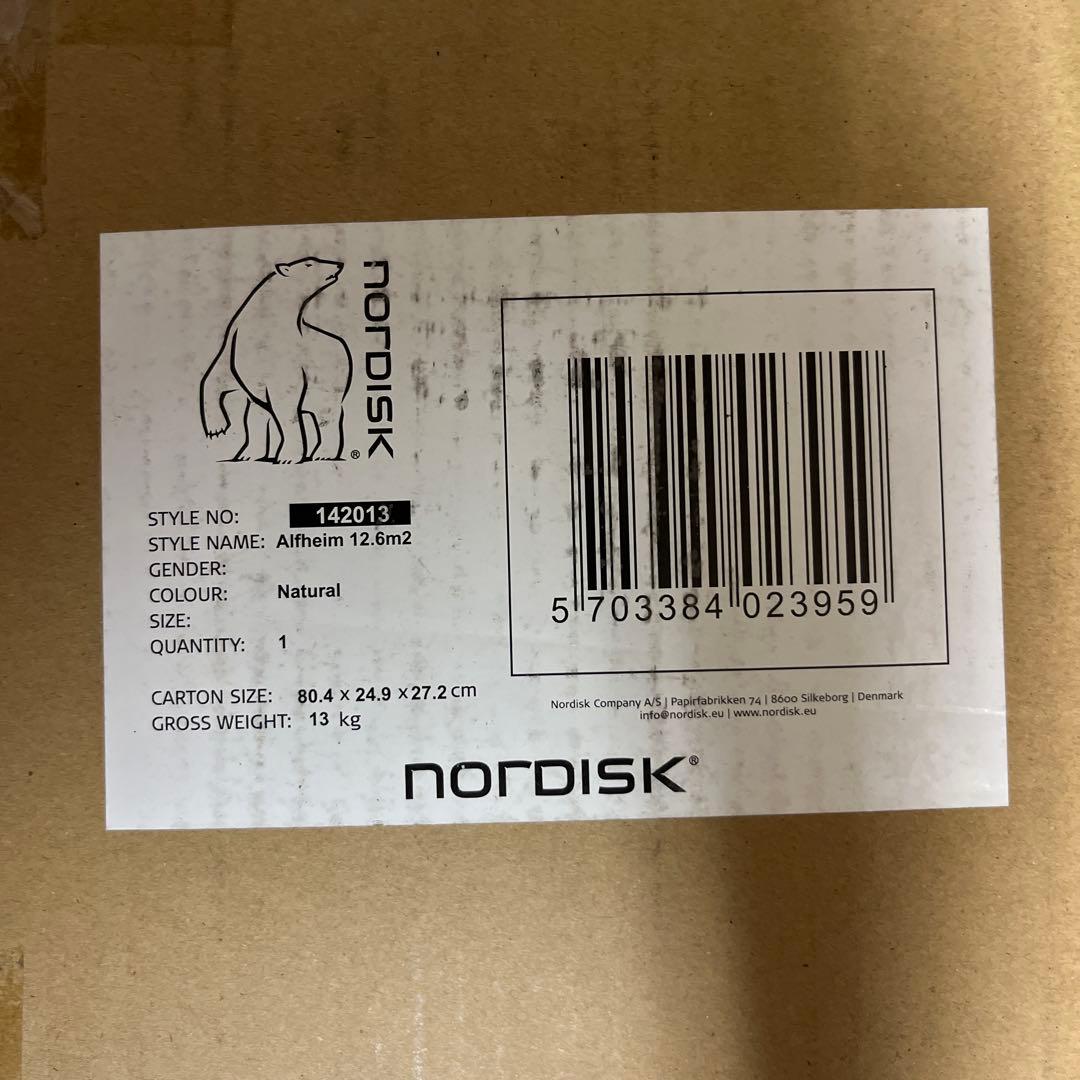 NORDISK®
STYLE NO: 142013
STYLE NAME: Alfheim 12.6m2
GENDER:
COLOUR: Natural
SIZE:
QUANTITY: 1
CARTON SIZE: 80.4 x 24.9 x 27.2 cm
GROSS WEIGHT: 13 kg
5 703384 023959
Nordisk Company A/S | Papirfabrikken 74 | 8600 Silkeborg | Denmark
info@nordisk.eu | www.nordisk.eu
NORDISK®